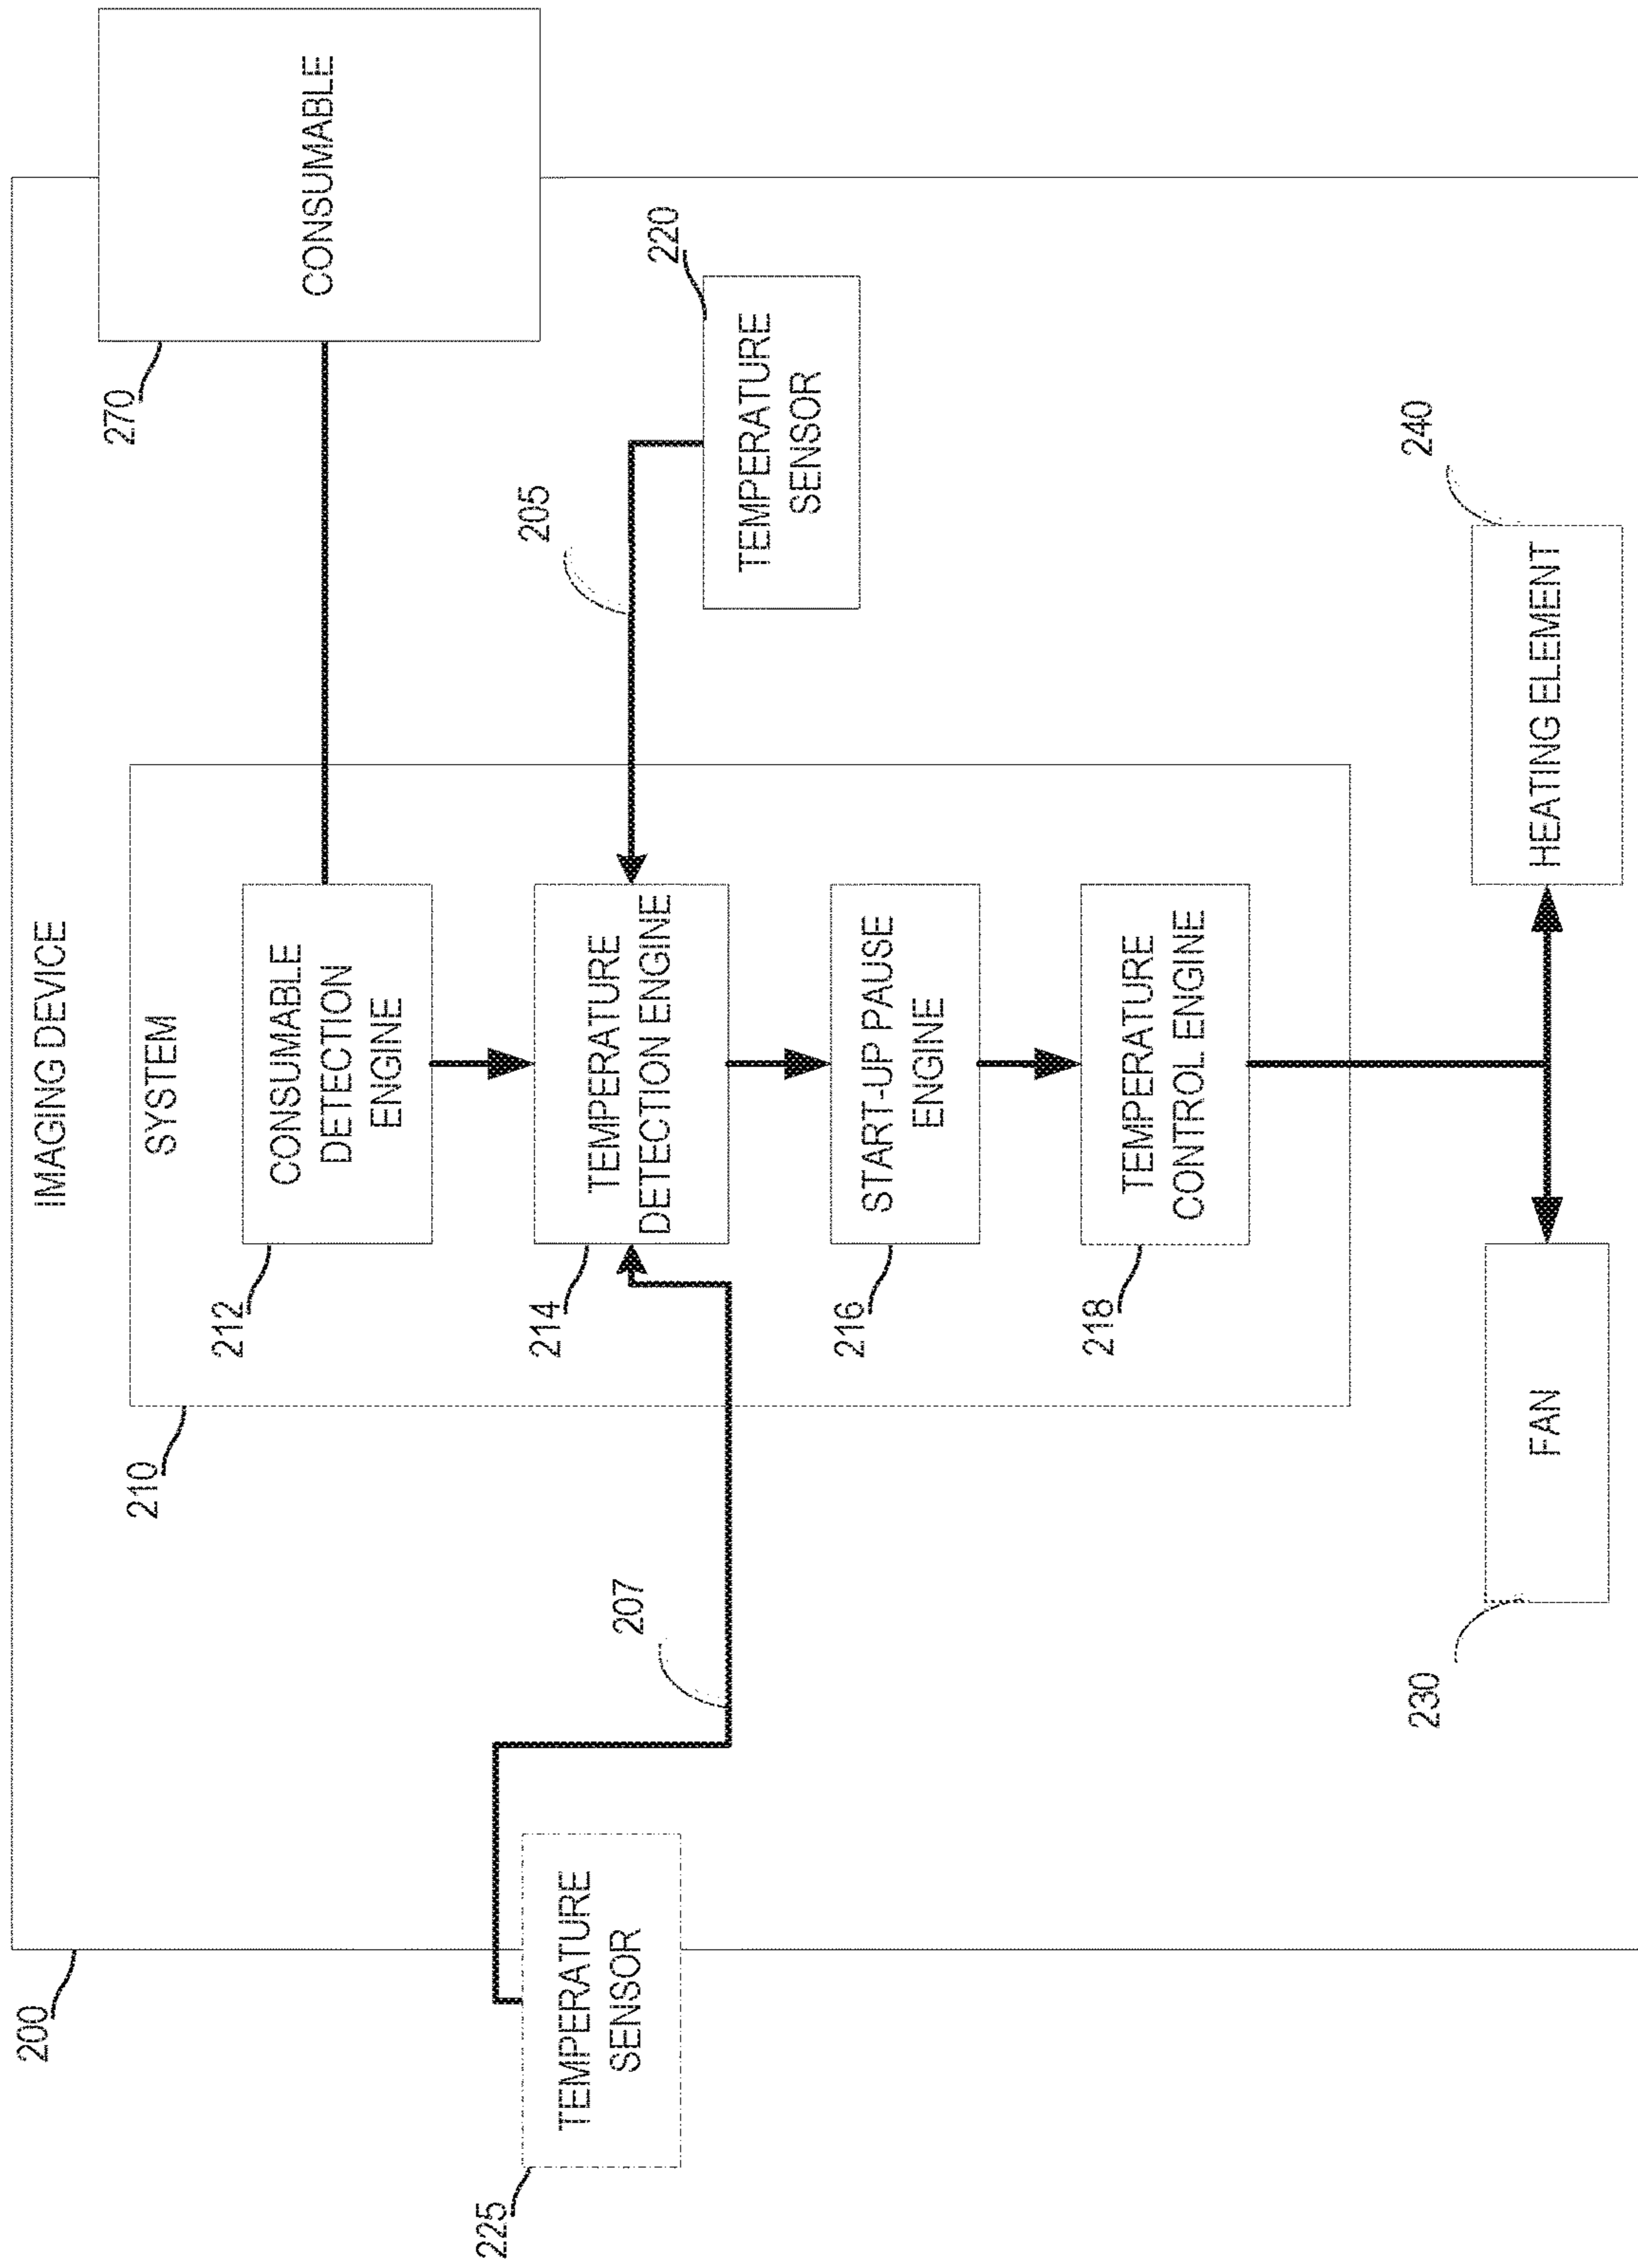 IMAGING DEVICE
200
SYSTEM
210
CONSUMABLE
270
CONSUMABLE
DETECTION
ENGINE
212
TEMPERATURE
SENSOR
225
207
TEMPERATURE
DETECTION ENGINE
214
205
TEMPERATURE
SENSOR
220
START-UP PAUSE
ENGINE
216
TEMPERATURE
CONTROL ENGINE
218
FAN
230
HEATING ELEMENT
240